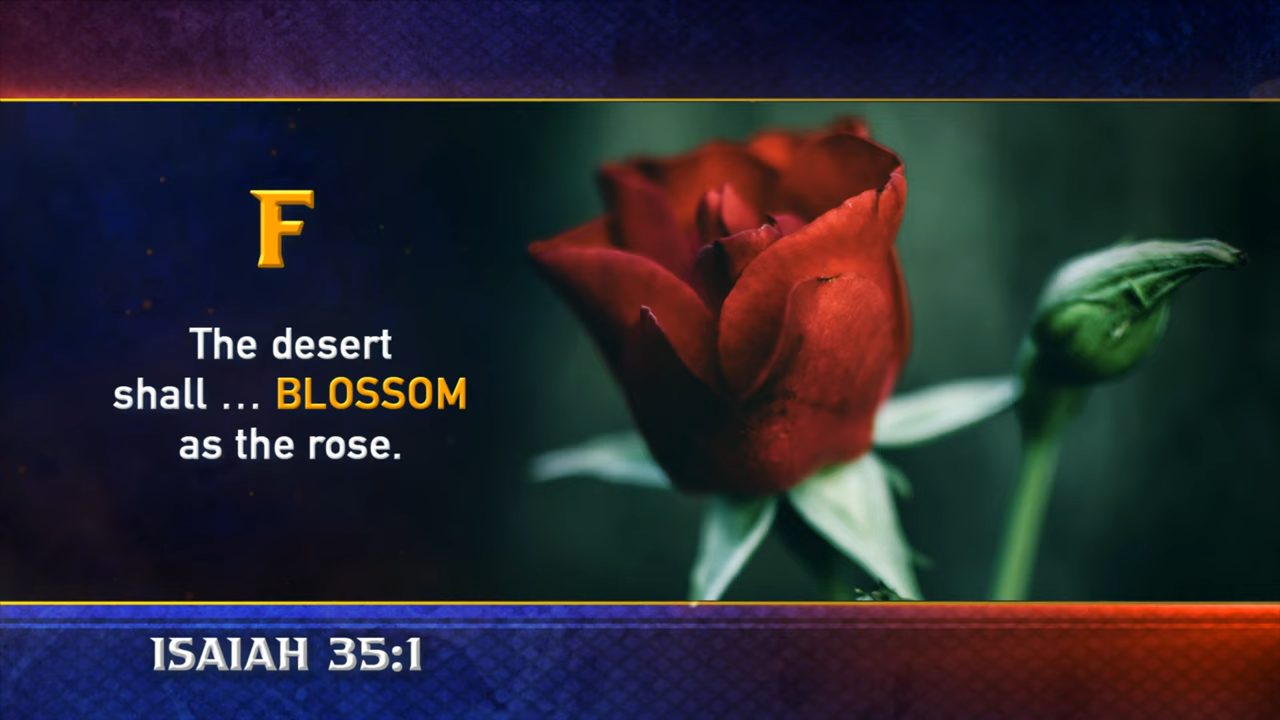 F
The desert
shall ... BLOSSOM
as the rose.
ISAIAH 35:1